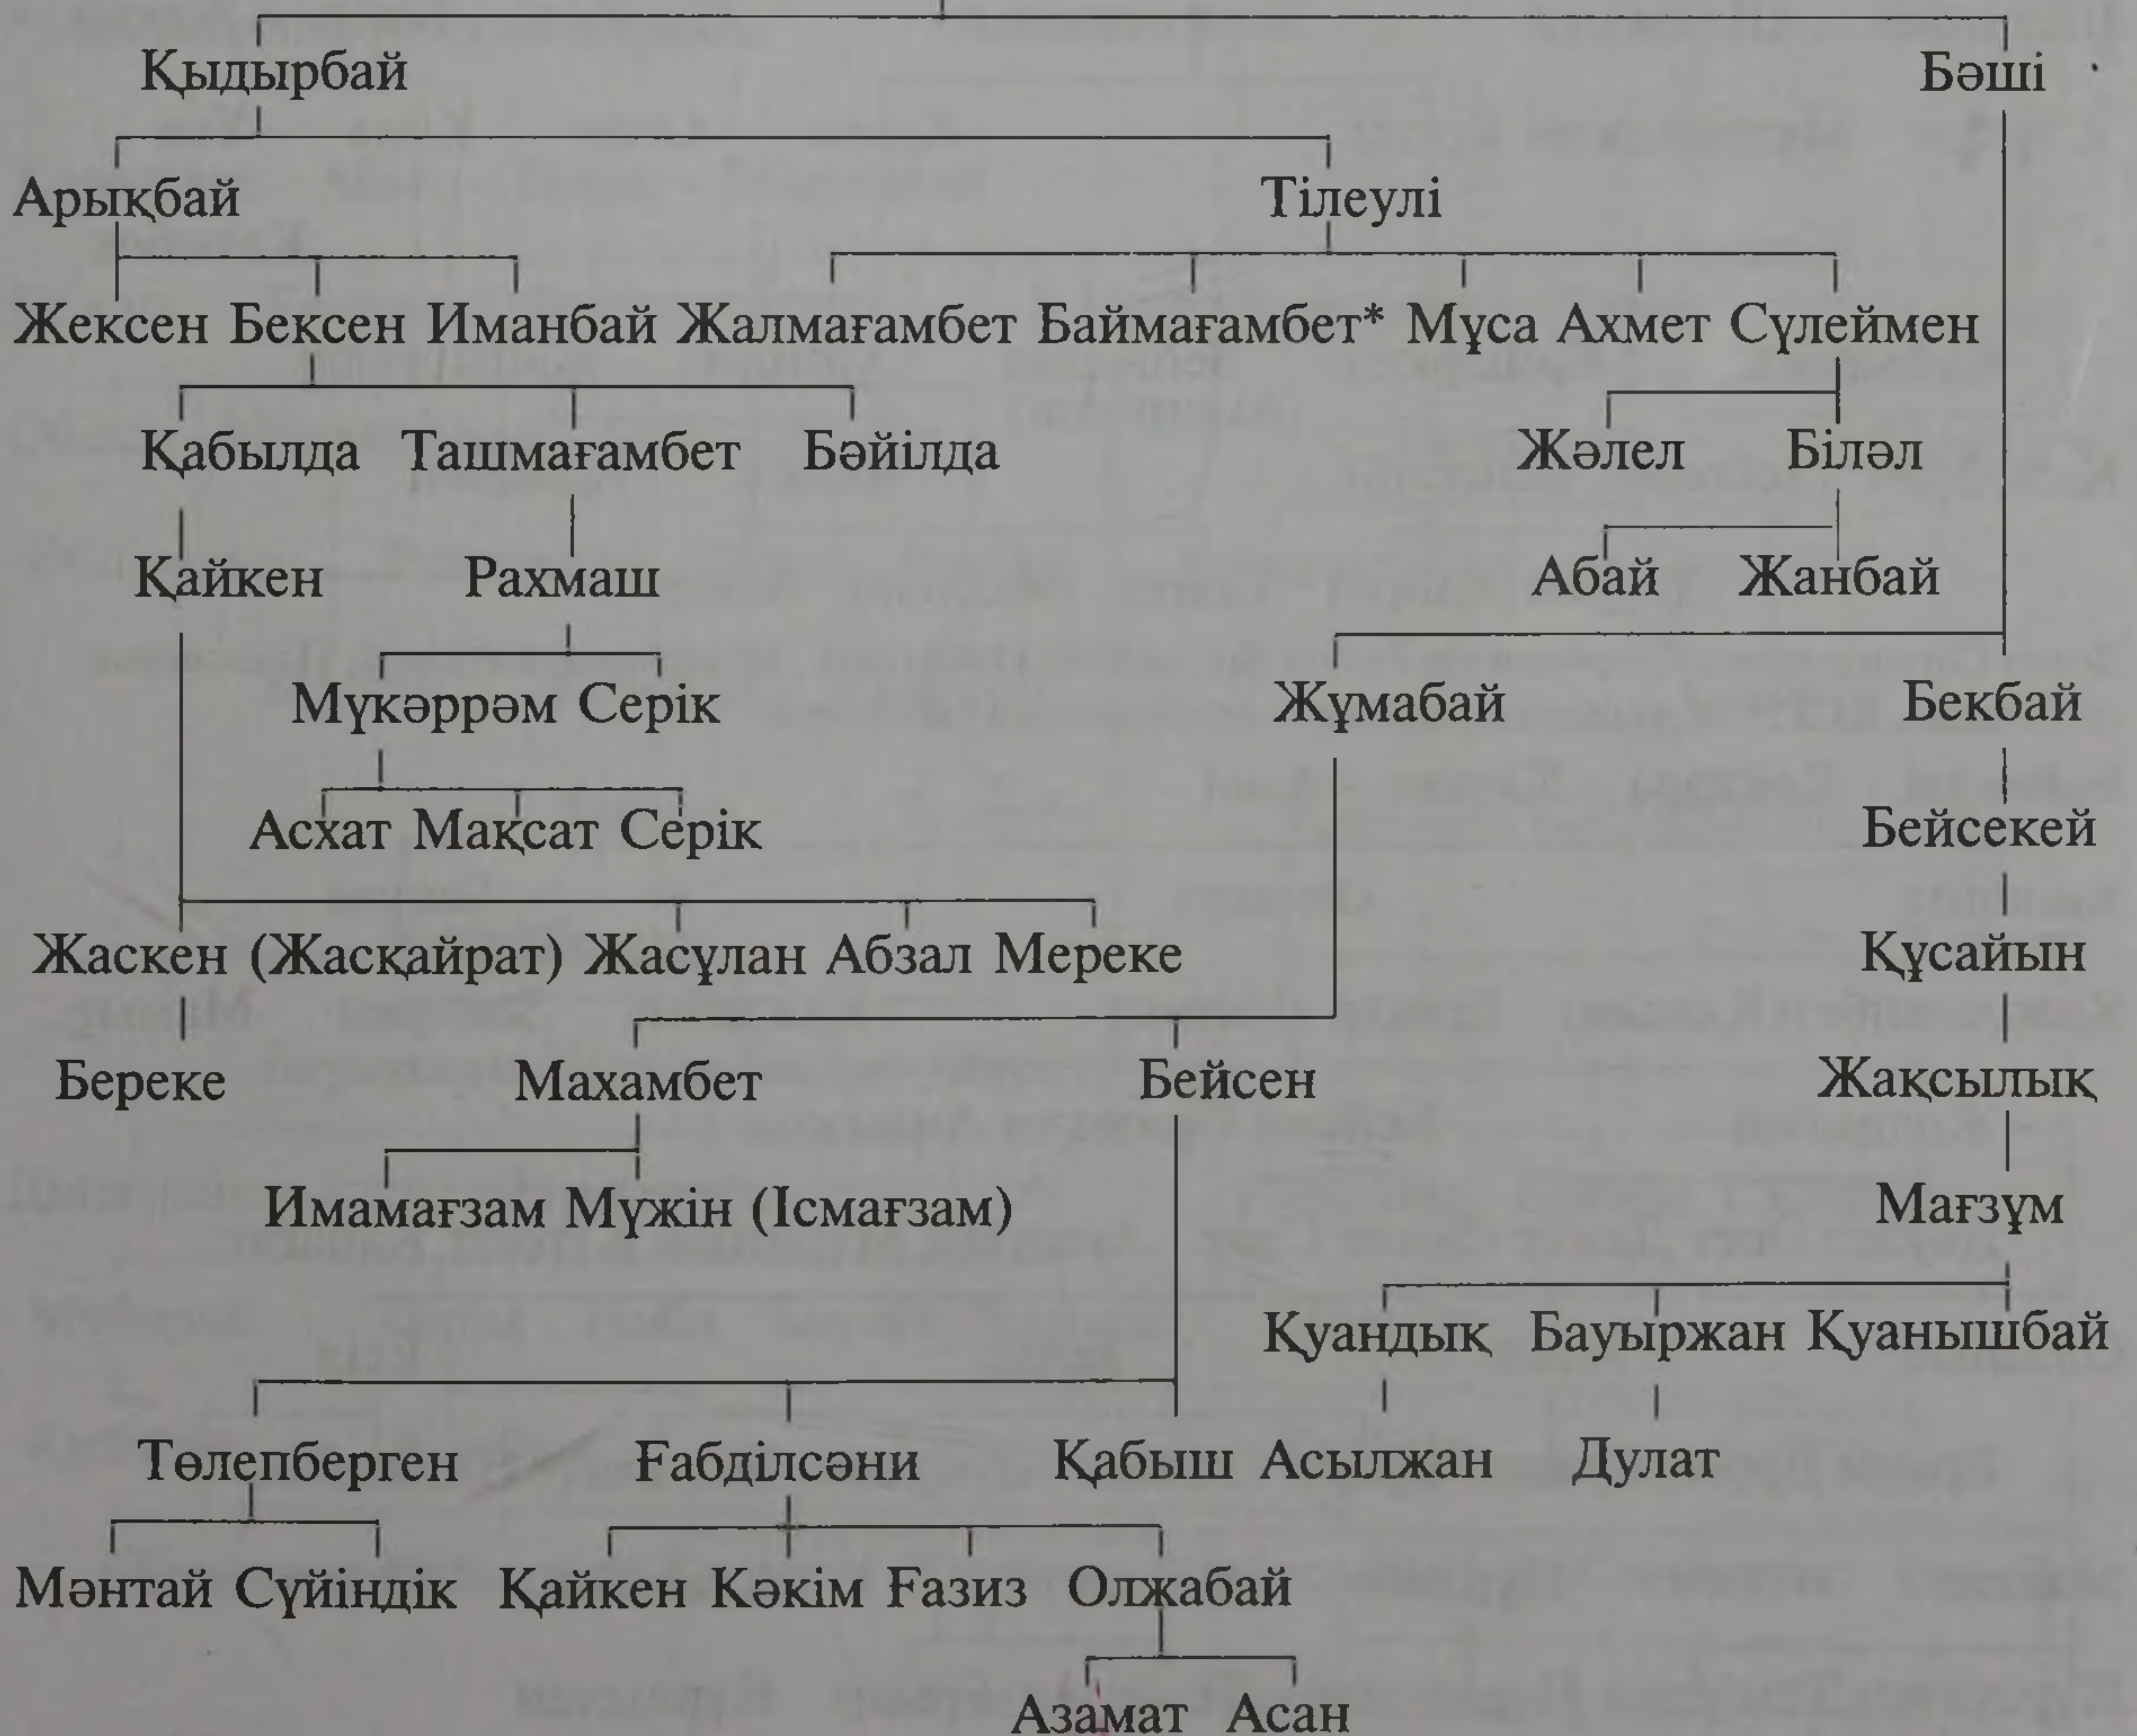 Қыдырбай Бәші
Арықбай Тілеулі
Жексен Бексен Иманбай Жалмағамбет Баймағамбет* Мұса Ахмет Сүлеймен
Қабылда Ташмағамбет Бәйілда Жәлел Біләл
Қайкен Рахмаш Абай Жанбай
Мүкәррәм Серік Жұмабай Бекбай
Асхат Мақсат Серік Бейсекей
Жаскен (Жасқайрат) Жасұлан Абзал Мереке Құсайын
Береке Махамбет Бейсен Жақсылық
Имамағзам Мүжін (Ісмағзам) Мағзұм
Қуандық Бауыржан Қуанышбай
Төлепберген Ғабділсәни Қабыш Асылжан Дулат
Мәнтай Сүйіндік Қайкен Кәкім Ғазиз Олжабай
Азамат Асан